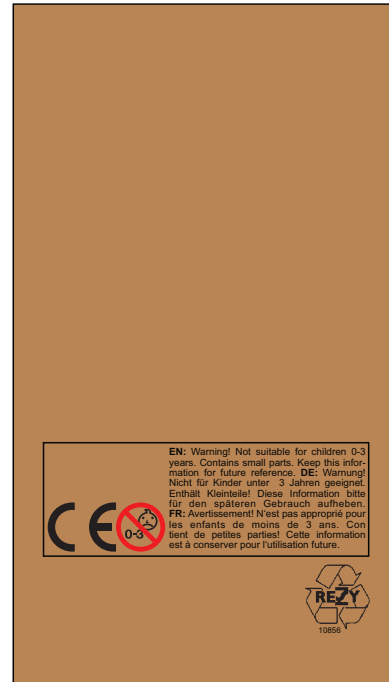 EN: Warning! Not suitable for children 0-3
years. Contains small parts. Keep this infor-
mation for future reference. DE: Warnung!
Nicht für Kinder unter 3 Jahren geeignet.
Enthält Kleinteile! Diese Information bitte
für den späteren Gebrauch aufheben.
FR: Avertissement! N'est pas approprié pour
les enfants de moins de 3 ans. Con
tient de petites parties! Cette information
est à conserver pour l'utilisation future.
CE
0-3
REZY
10856